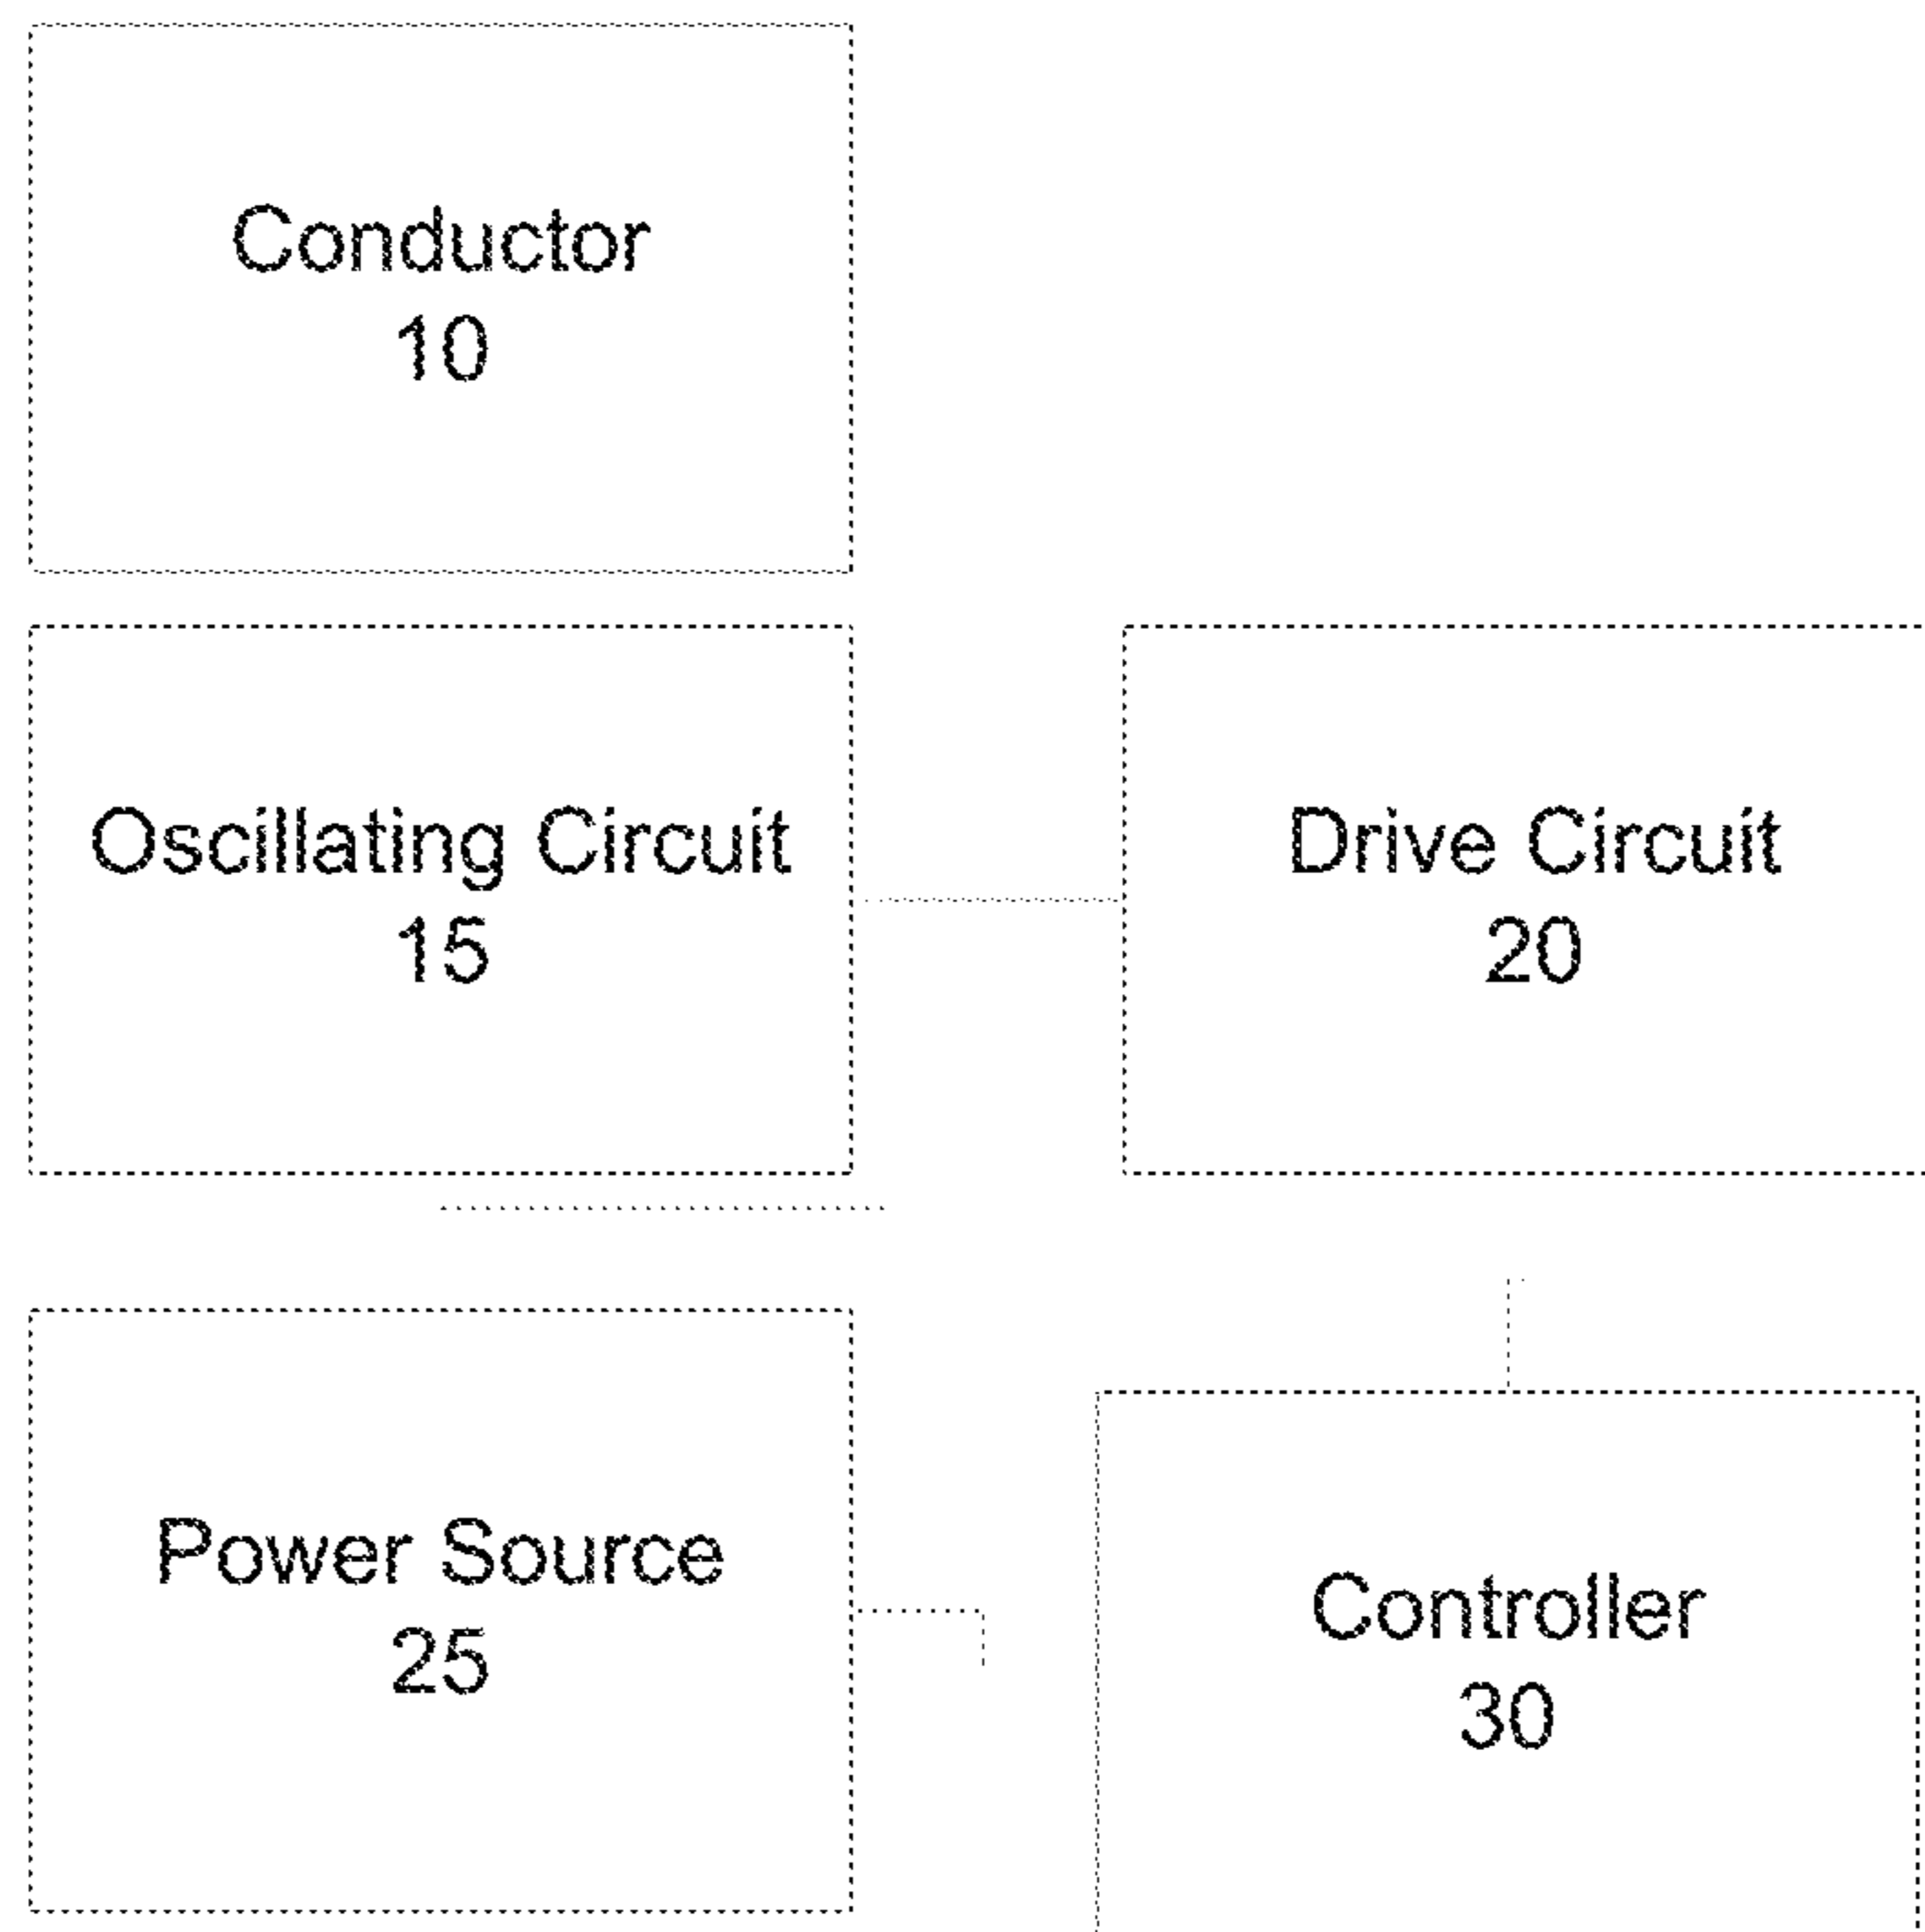 Conductor
10
Oscillating Circuit
15
Drive Circuit
20
Power Source
25
Controller
30